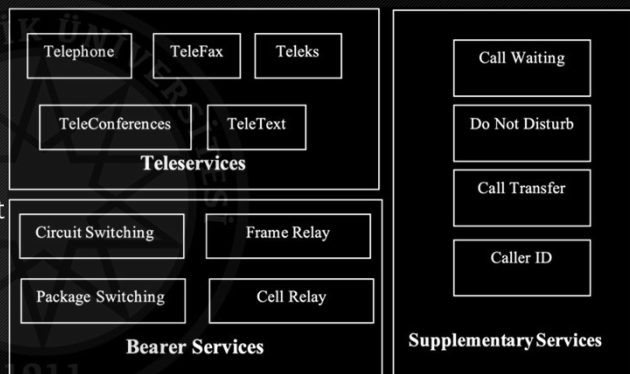 Telephone
TeleFax
Teleks
TeleConferences
TeleText
Teleservices
Circuit Switching
Frame Relay
Package Switching
Cell Relay
Bearer Services
Call Waiting
Do Not Disturb
Call Transfer
Caller ID
Supplementary Services
1911